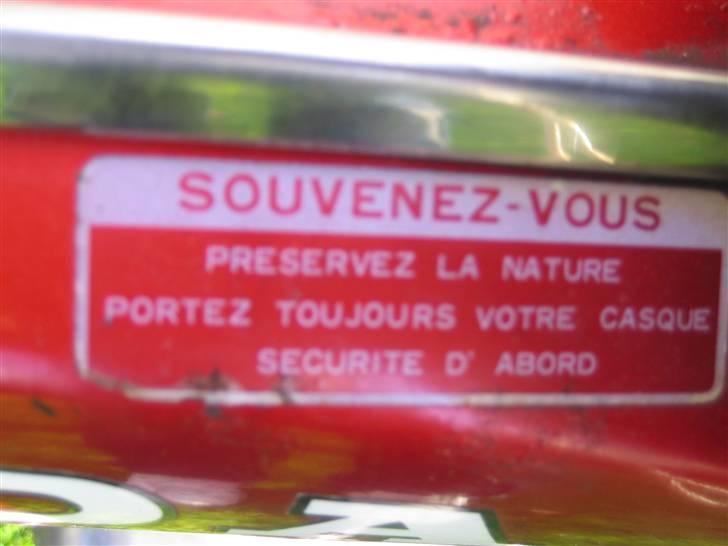 SOUVENEZ-VOUS
PRESERVEZ LA NATURE
PORTEZ TOUJOURS VOTRE CASQUE
SECURITE D' ABORD